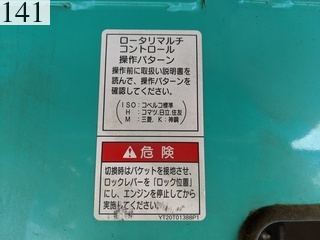 141
ロータリマルチ
コントロール
操作パターン
操作前に取扱い説明書を
読んで、操作パターンを
確認してください。
ISO:コベルコ標準
H:コマツ,日立,住友
M:三菱、K:神鋼
危険
切換時はバケットを接地させ、
ロックレバーを「ロック位置」
にし、エンジンを停止してから
実施してください。
YT20T01388P1